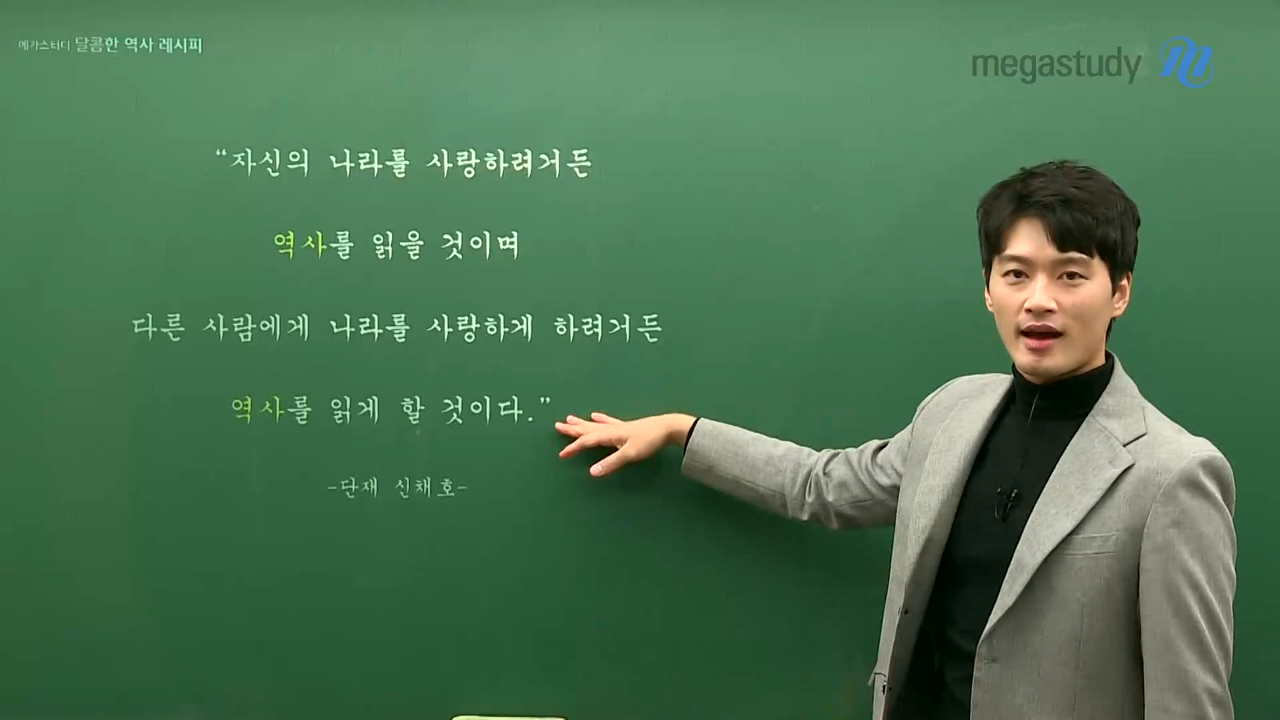 메가스터디 달콤한 역사 레시피
megastudy
“자신의 나라를 사랑하려거든
역사를 읽을 것이며
다른 사람에게 나라를 사랑하게 하려거든
역사를 읽게 할 것이다.”
-단재 신채호-